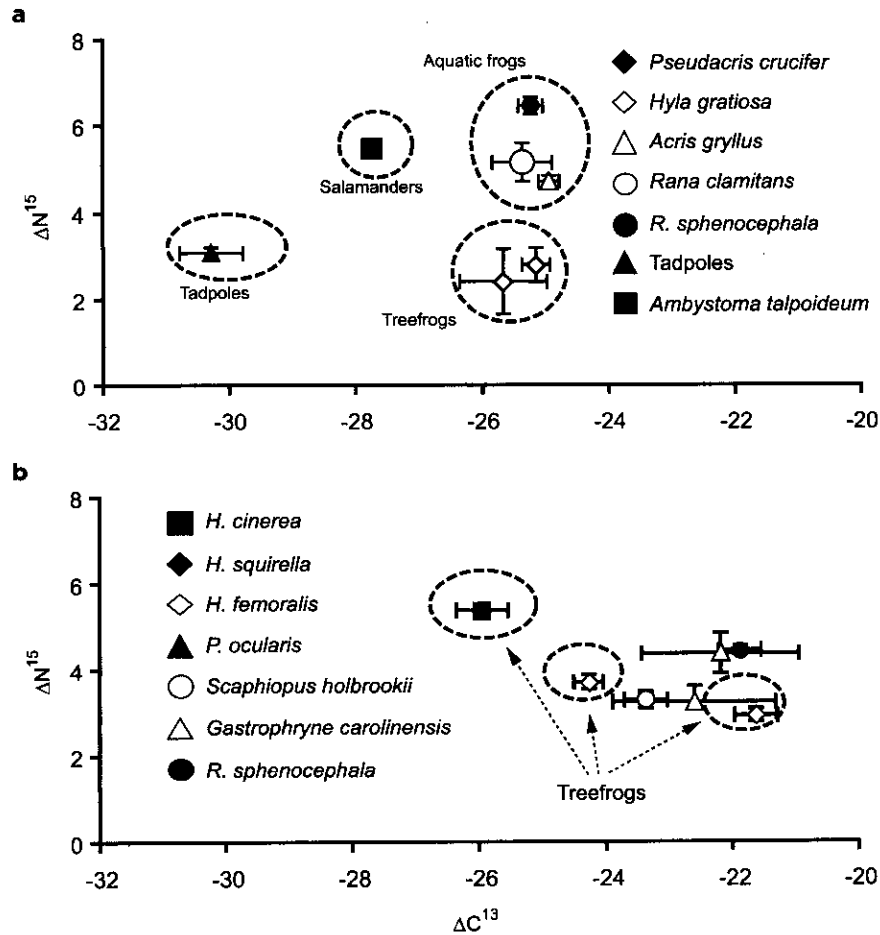 a
8
6
4
2
0
ΔN¹⁵
Aquatic frogs
Salamanders
Tadpoles
Treefrogs
Pseudacris crucifer
Hyla gratiosa
Acris gryllus
Rana clamitans
R. sphenocephala
Tadpoles
Ambystoma talpoideum
-32 -30 -28 -26 -24 -22 -20
b
8
6
4
2
0
ΔN¹⁵
H. cinerea
H. squirella
H. femoralis
P. ocularis
Scaphiopus holbrookii
Gastrophryne carolinensis
R. sphenocephala
Treefrogs
-32 -30 -28 -26 -24 -22 -20
ΔC¹³